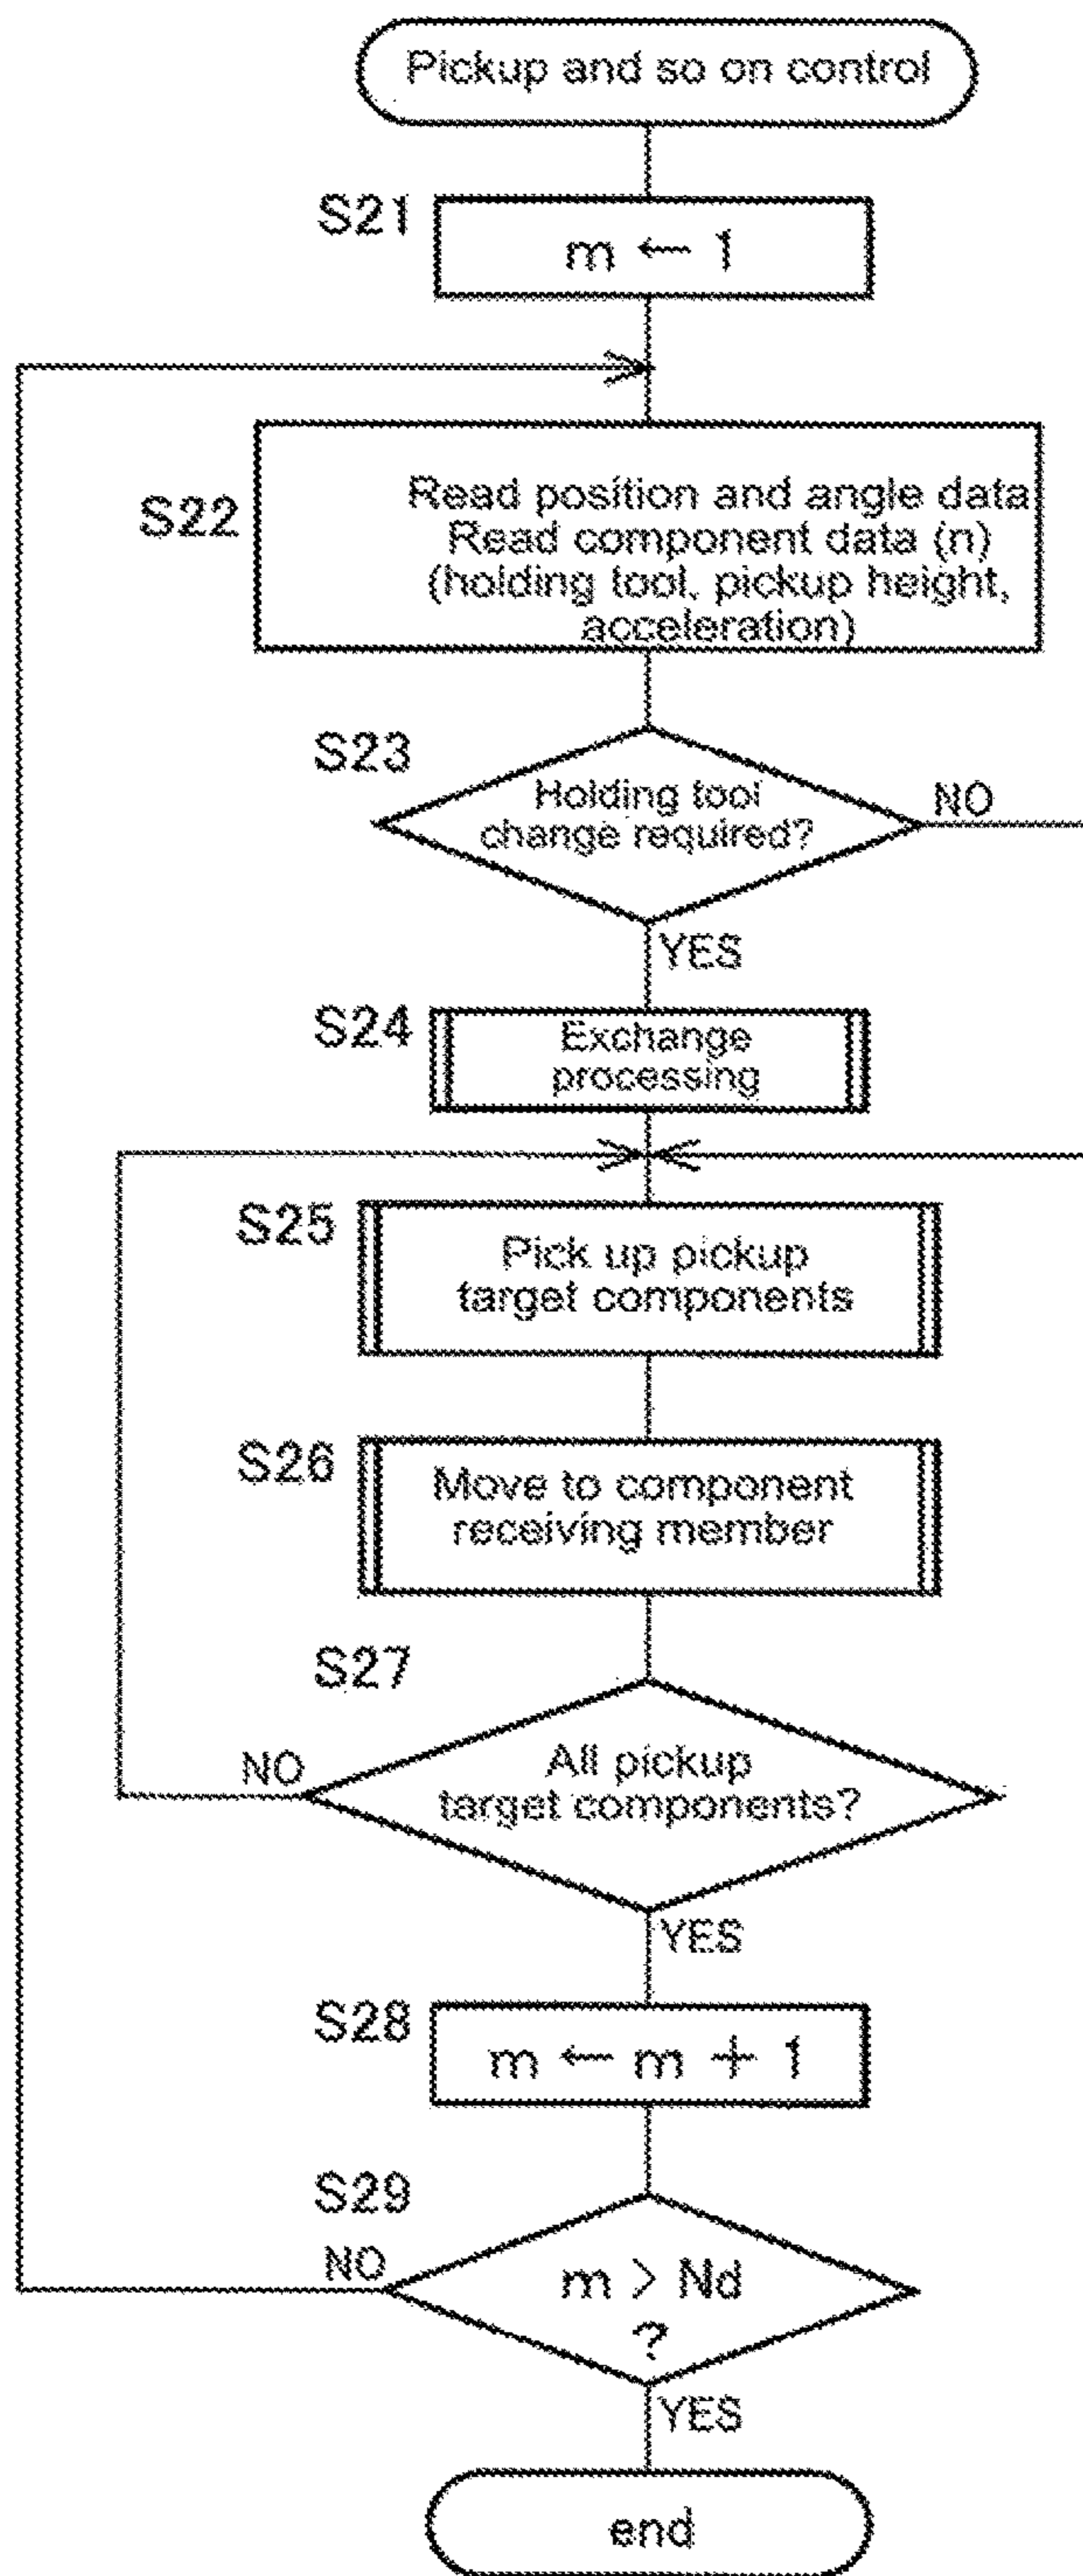 Pickup and so on control
S21
m ← 1
S22
Read position and angle data
Read component data (n)
(holding tool, pickup height,
acceleration)
S23
Holding tool
change required?
NO
YES
S24
Exchange
processing
S25
Pick up pickup
target components
S26
Move to component
receiving member
S27
All pickup
target components?
NO
YES
S28
m ← m + 1
S29
NO
m > Nd
?
YES
end